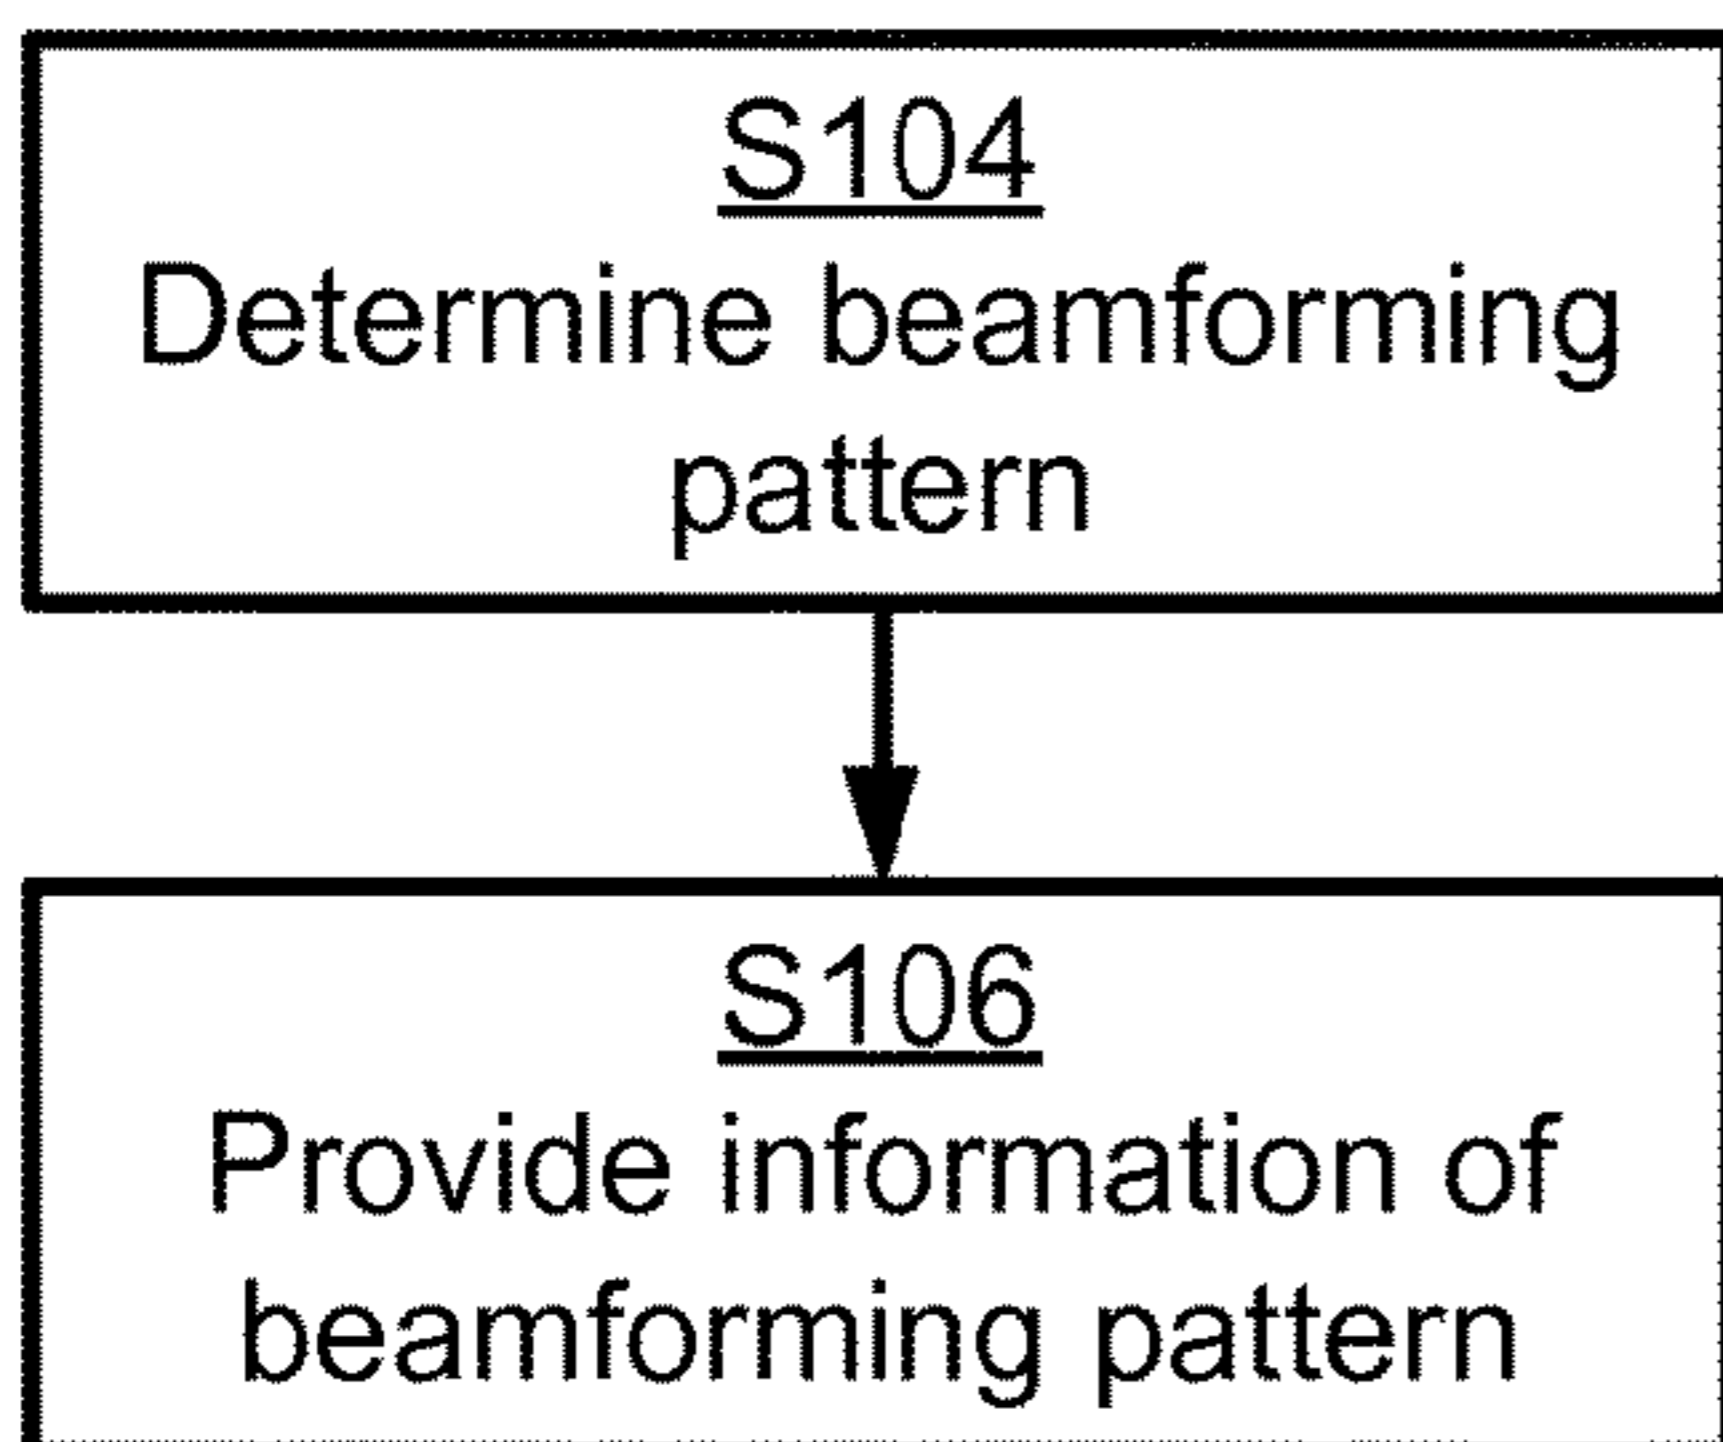 S104
Determine beamforming
pattern
S106
Provide information of
beamforming pattern